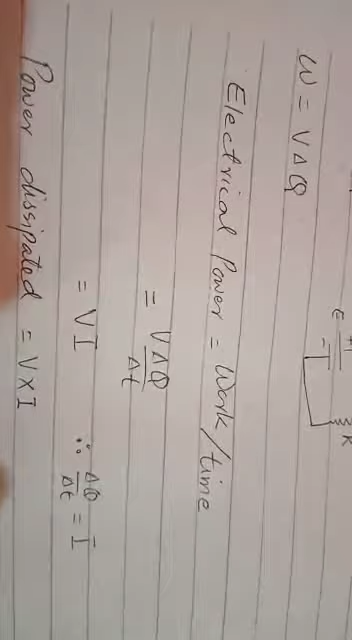 W = VΔQ
E + - R
Electrical Power = Work/time
= VΔQ/Δt
= VI ∴ ΔQ/Δt = I
Power dissipated = V×I